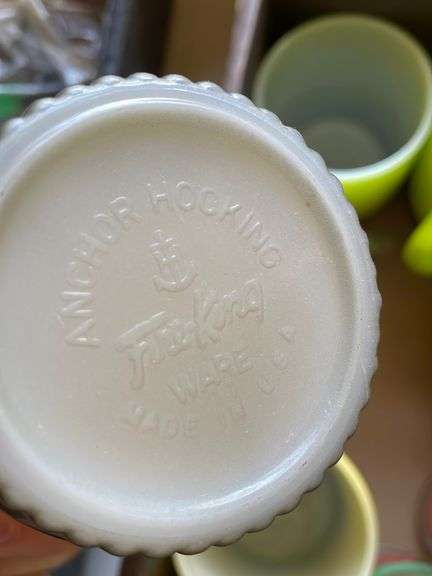 ANCHOR HOCKING
Fire-King
WARE
MADE IN U.S.A.